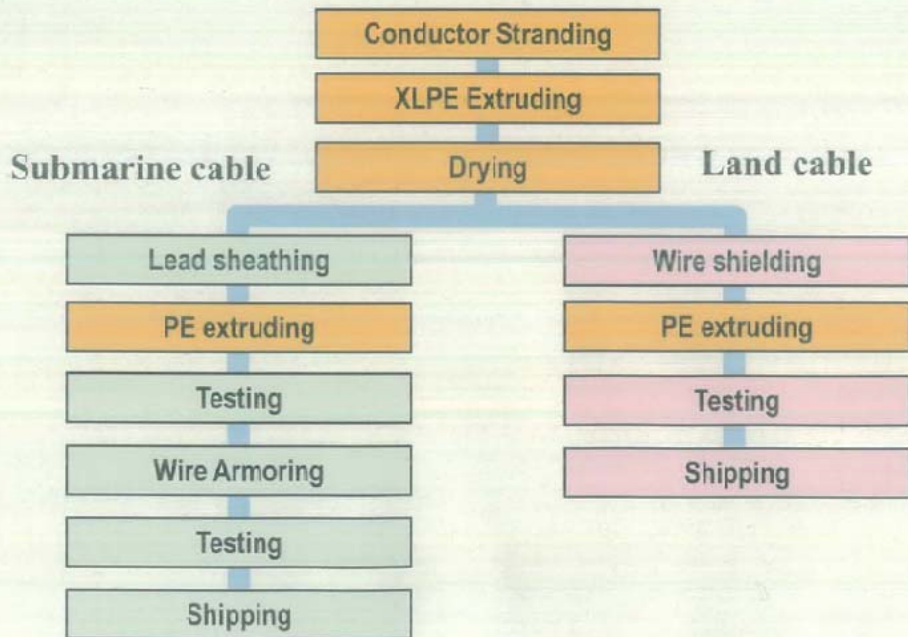 Conductor Stranding
XLPE Extruding
Drying
Submarine cable
Land cable
Lead sheathing
PE extruding
Testing
Wire Armoring
Testing
Shipping
Wire shielding
PE extruding
Testing
Shipping